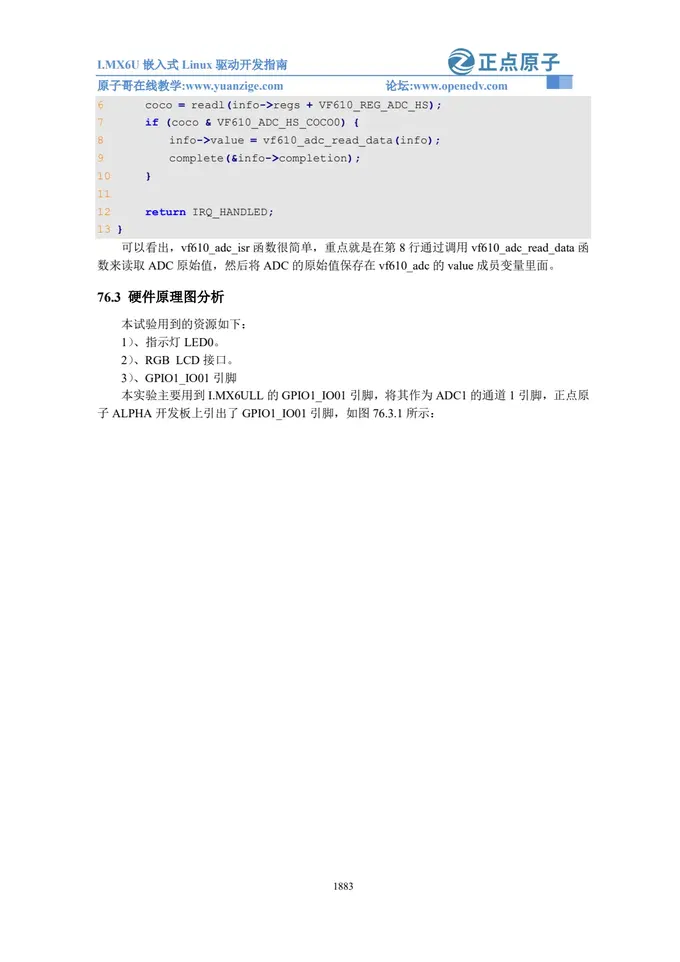 I.MX6U 嵌入式 Linux 驱动开发指南
正点原子
原子哥在线教学:www.yuanzige.com 论坛:www.openedv.com
6 coco = readl(info->regs + VF610_REG_ADC_HS);
7 if (coco & VF610_ADC_HS_COCO0) {
8 info->value = vf610_adc_read_data(info);
9 complete(&info->completion);
10 }
11
12 return IRQ_HANDLED;
13 }
可以看出，vf610_adc_isr 函数很简单，重点就是在第 8 行通过调用 vf610_adc_read_data 函
数来读取 ADC 原始值，然后将 ADC 的原始值保存在 vf610_adc 的 value 成员变量里面。
76.3 硬件原理图分析
本试验用到的资源如下：
1）、指示灯 LED0。
2）、RGB LCD 接口。
3）、GPIO1_IO01 引脚
本实验主要用到 I.MX6ULL 的 GPIO1_IO01 引脚，将其作为 ADC1 的通道 1 引脚，正点原
子 ALPHA 开发板上引出了 GPIO1_IO01 引脚，如图 76.3.1 所示：
1883